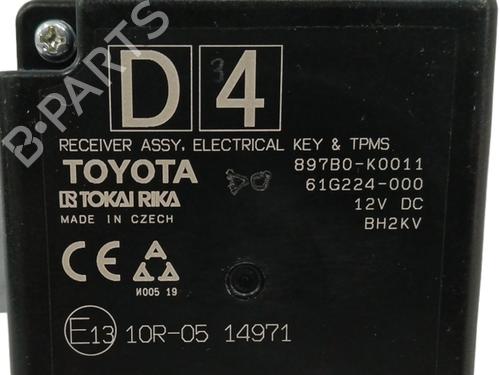 D 4
RECEIVER ASSY, ELECTRICAL KEY & TPMS
TOYOTA 897B0-K0011
TOKAI RIKA 61G224-000
MADE IN CZECH 12V DC
BH2KV
CE
И005 19
E13 10R-05 14971
B-PARTS